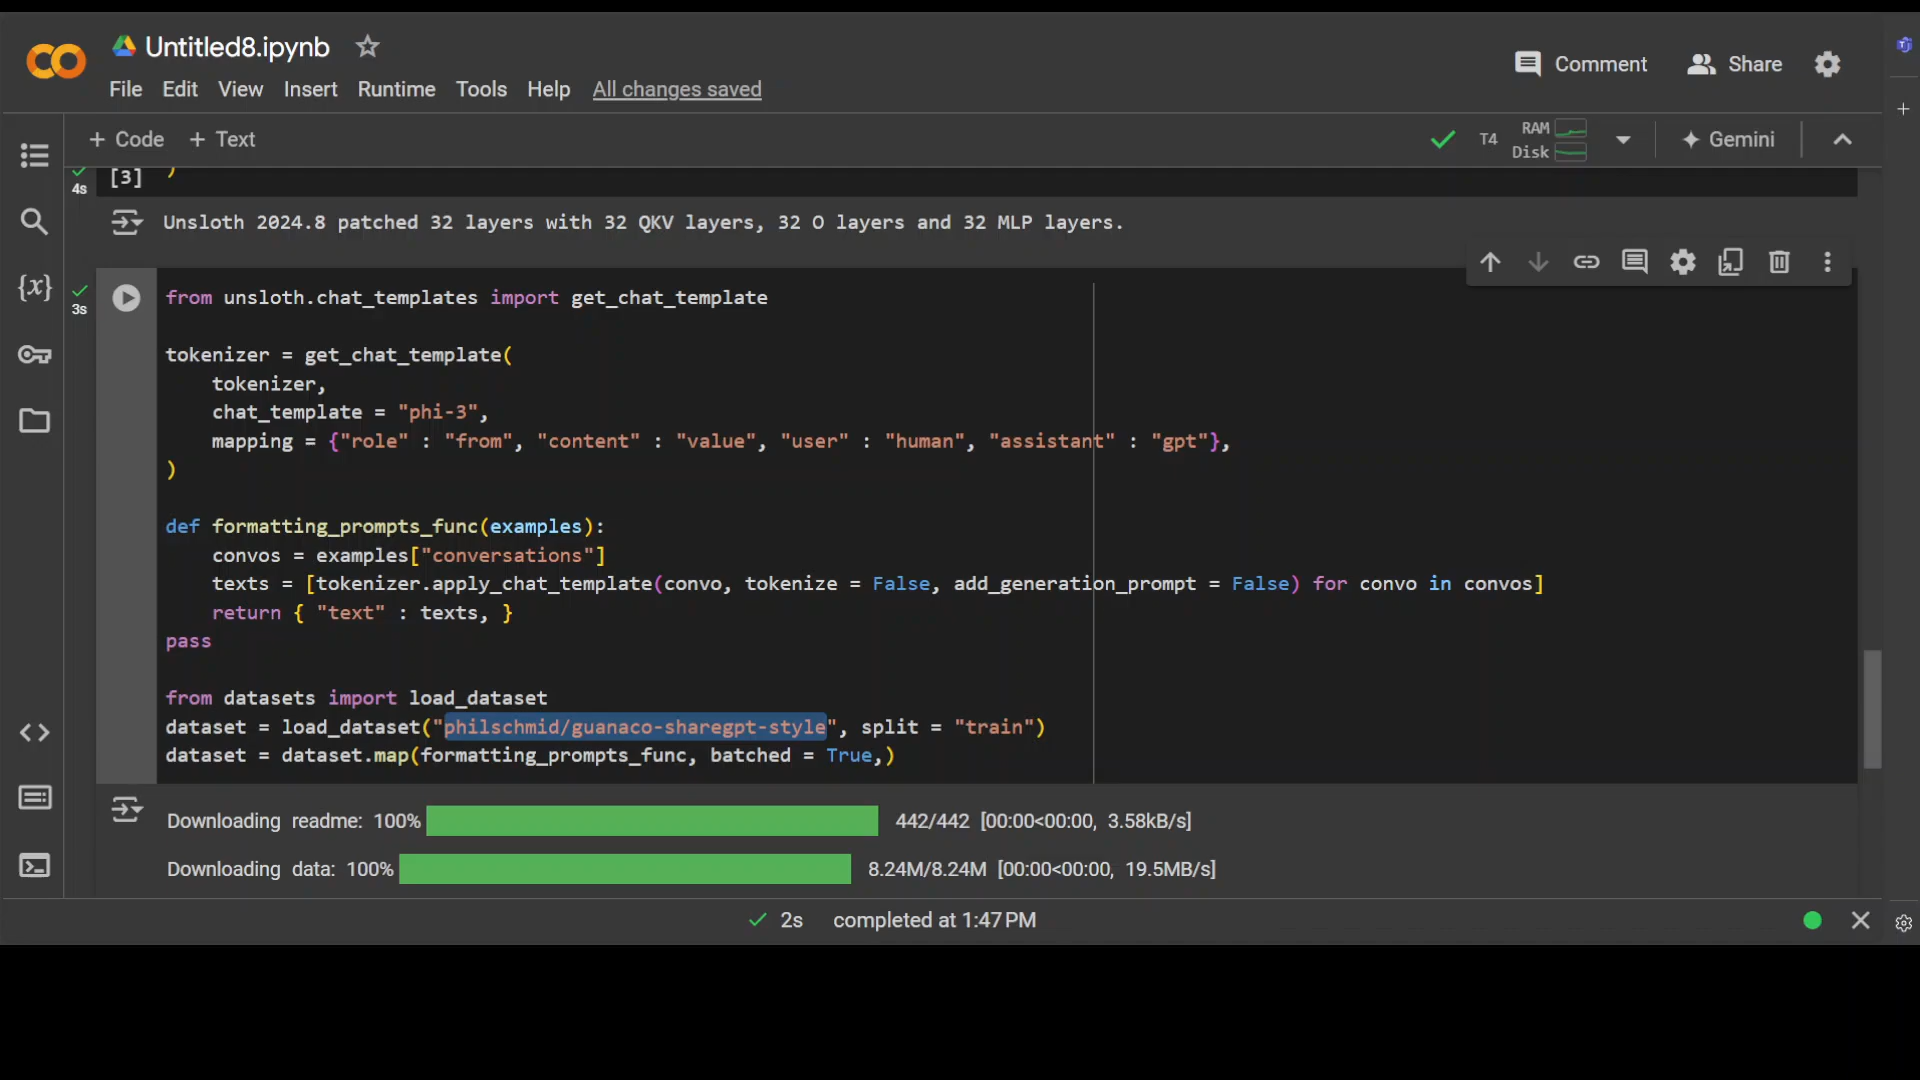 Untitled8.ipynb
Comment
Share
File Edit View Insert Runtime Tools Help All changes saved
+ Code + Text
T4
RAM
Disk
Gemini
4s
[3] )
Unsloth 2024.8 patched 32 layers with 32 QKV layers, 32 O layers and 32 MLP layers.
{x}
3s
from unsloth.chat_templates import get_chat_template
tokenizer = get_chat_template(
    tokenizer,
    chat_template = "phi-3",
    mapping = {"role" : "from", "content" : "value", "user" : "human", "assistant" : "gpt"},
)
def formatting_prompts_func(examples):
    convos = examples["conversations"]
    texts = [tokenizer.apply_chat_template(convo, tokenize = False, add_generation_prompt = False) for convo in convos]
    return { "text" : texts, }
pass
from datasets import load_dataset
dataset = load_dataset("philschmid/guanaco-sharegpt-style", split = "train")
dataset = dataset.map(formatting_prompts_func, batched = True,)
Downloading readme: 100% 442/442 [00:00<00:00, 3.58kB/s]
Downloading data: 100% 8.24M/8.24M [00:00<00:00, 19.5MB/s]
2s completed at 1:47 PM